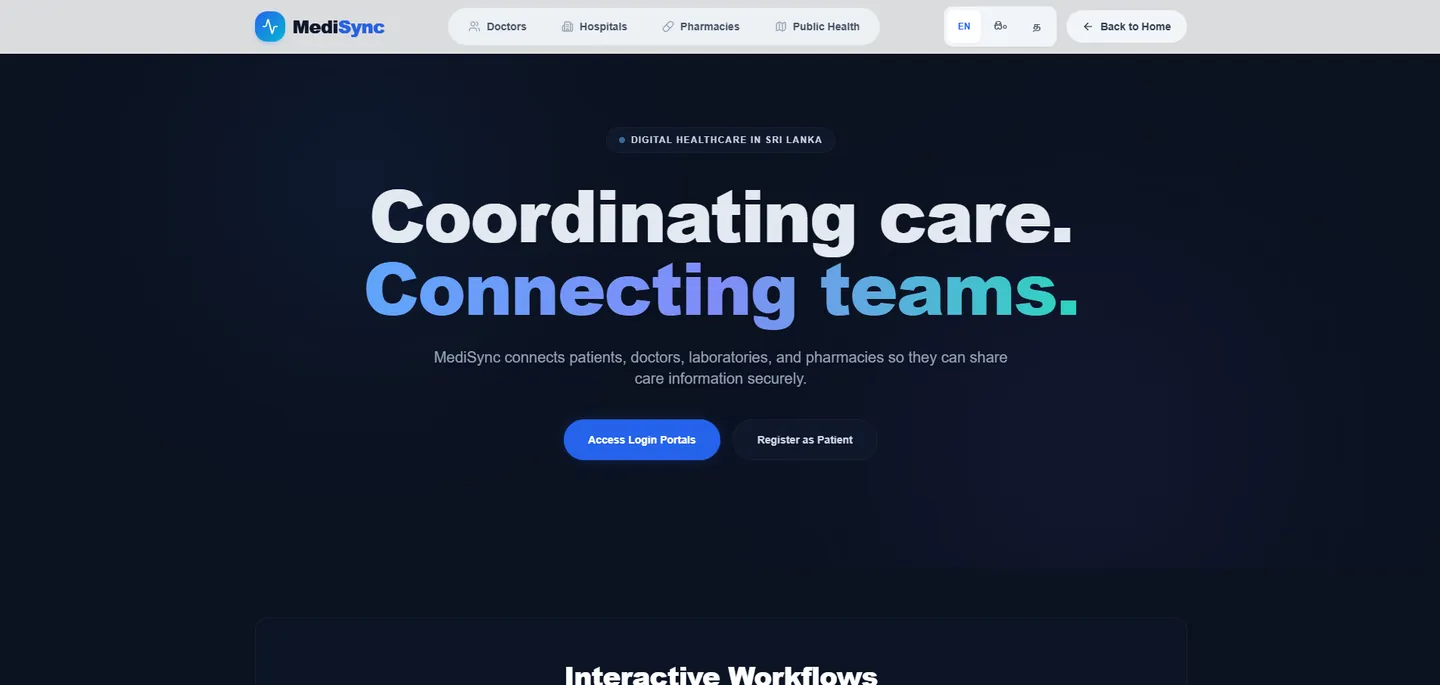 MediSync
Doctors
Hospitals
Pharmacies
Public Health
EN
සිං
த
Back to Home
DIGITAL HEALTHCARE IN SRI LANKA
Coordinating care.
Connecting teams.
MediSync connects patients, doctors, laboratories, and pharmacies so they can share
care information securely.
Access Login Portals
Register as Patient
Interactive Workflows